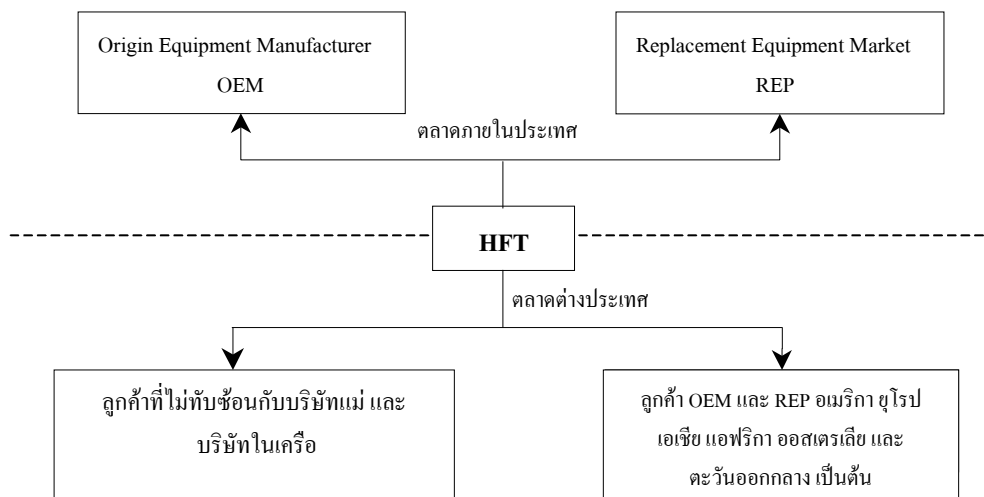 Origin Equipment Manufacturer
OEM
Replacement Equipment Market
REP
ตลาดภายในประเทศ
HFT
ตลาดต่างประเทศ
ลูกค้าที่ไม่ทับซ้อนกับบริษัทแม่ และ
บริษัทในเครือ
ลูกค้า OEM และ REP อเมริกา ยุโรป
เอเชีย แอฟริกา ออสเตรเลีย และ
ตะวันออกกลาง เป็นต้น